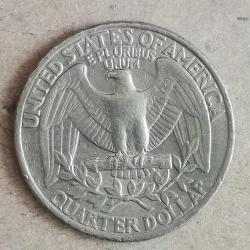 UNITED STATES OF AMERICA
E PLURIBUS
UNUM
QUARTER DOLLAR